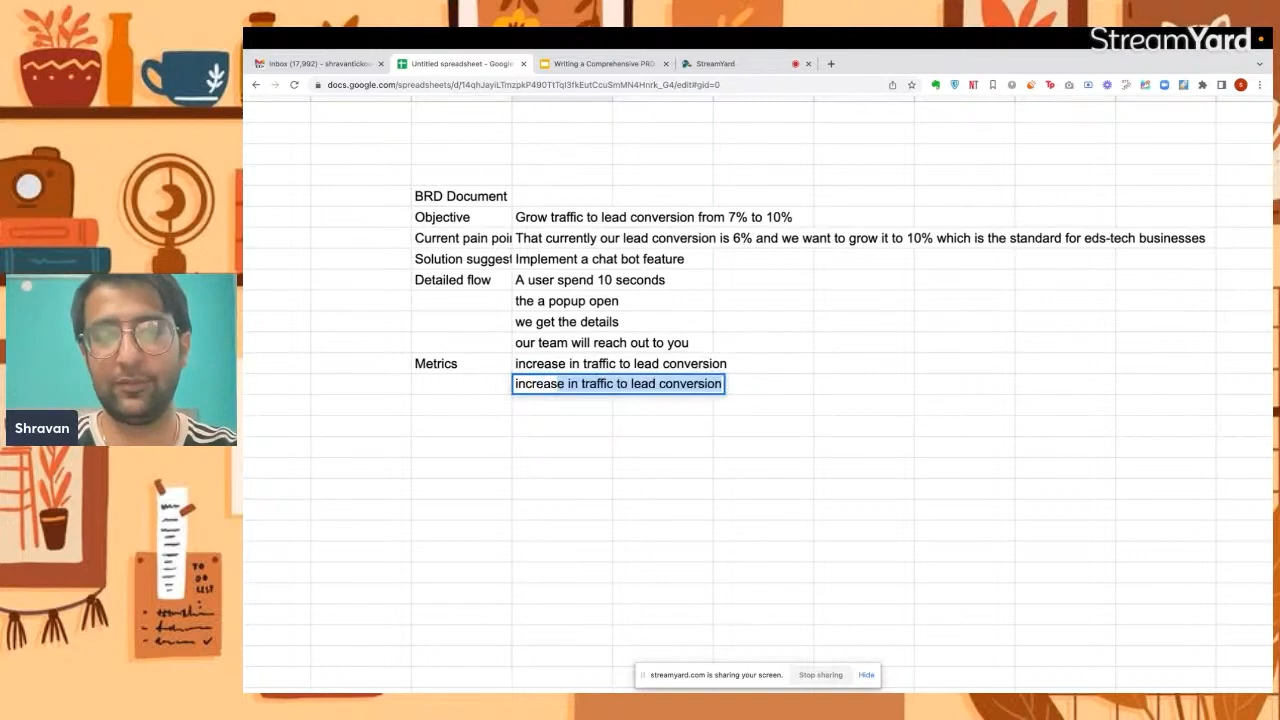 StreamYard
Inbox (17,992) - shravantickoo
Untitled spreadsheet - Google
Writing a Comprehensive PRD
StreamYard
docs.google.com/spreadsheets/d/14qhJayiLTmzpkP490TtTql3fkEutCcuSmMN4Hnrk_G4/edit#gid=0
BRD Document
Objective Grow traffic to lead conversion from 7% to 10%
Current pain poi That currently our lead conversion is 6% and we want to grow it to 10% which is the standard for eds-tech businesses
Solution suggest Implement a chat bot feature
Detailed flow A user spend 10 seconds
the a popup open
we get the details
our team will reach out to you
Metrics increase in traffic to lead conversion
increase in traffic to lead conversion
Shravan
TO
DO
LIST
streamyard.com is sharing your screen. Stop sharing Hide